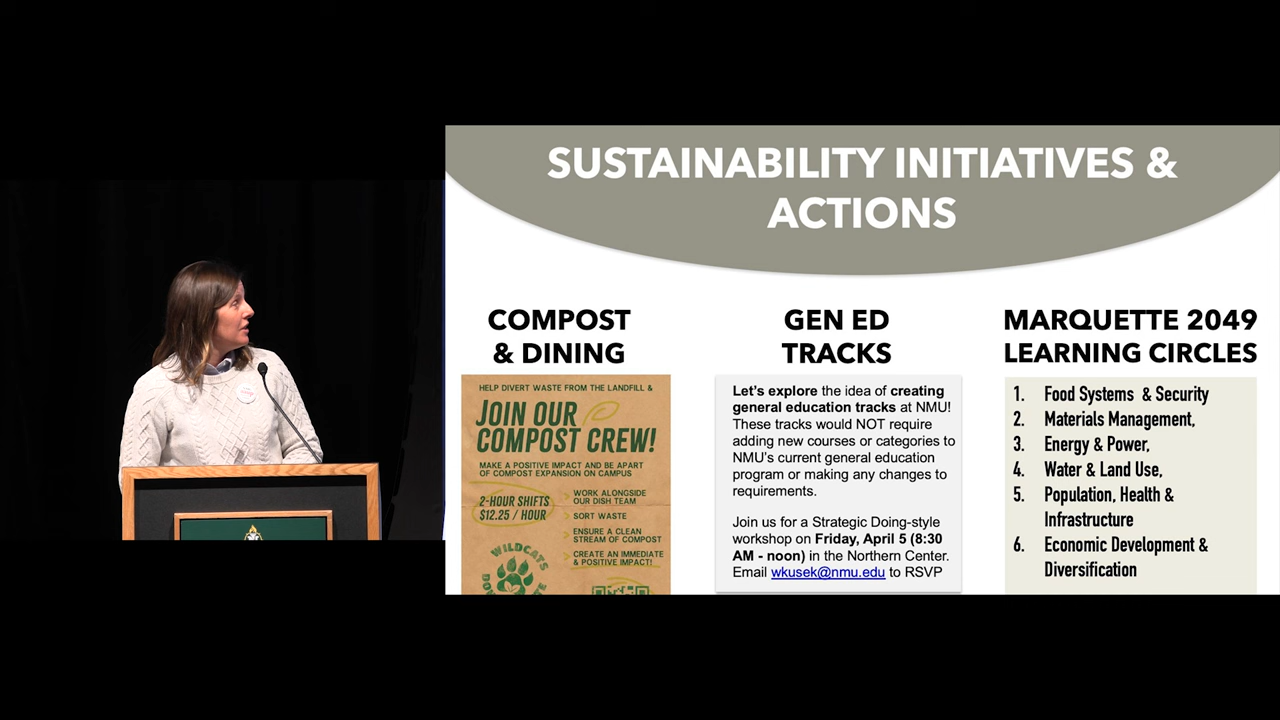 SUSTAINABILITY INITIATIVES &
ACTIONS
COMPOST
& DINING
HELP DIVERT WASTE FROM THE LANDFILL &
JOIN OUR
COMPOST CREW!
MAKE A POSITIVE IMPACT AND BE APART
OF COMPOST EXPANSION ON CAMPUS
2-HOUR SHIFTS
$12.25 / HOUR
WORK ALONGSIDE
OUR DISH TEAM
SORT WASTE
ENSURE A CLEAN
STREAM OF COMPOST
CREATE AN IMMEDIATE
& POSITIVE IMPACT!
WILDCATS
GEN ED
TRACKS
Let's explore the idea of creating
general education tracks at NMU!
These tracks would NOT require
adding new courses or categories to
NMU's current general education
program or making any changes to
requirements.
Join us for a Strategic Doing-style
workshop on Friday, April 5 (8:30
AM - noon) in the Northern Center.
Email wkusek@nmu.edu to RSVP
MARQUETTE 2049
LEARNING CIRCLES
1. Food Systems & Security
2. Materials Management,
3. Energy & Power,
4. Water & Land Use,
5. Population, Health &
Infrastructure
6. Economic Development &
Diversification